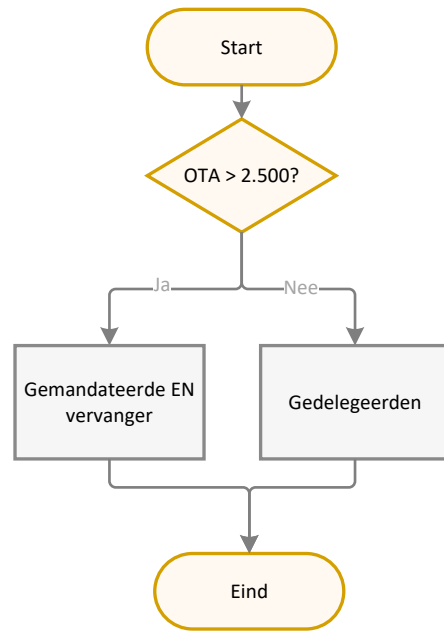 Start
OTA > 2.500?
Ja
Nee
Gemandateerde EN
vervanger
Gedelegeerden
Eind